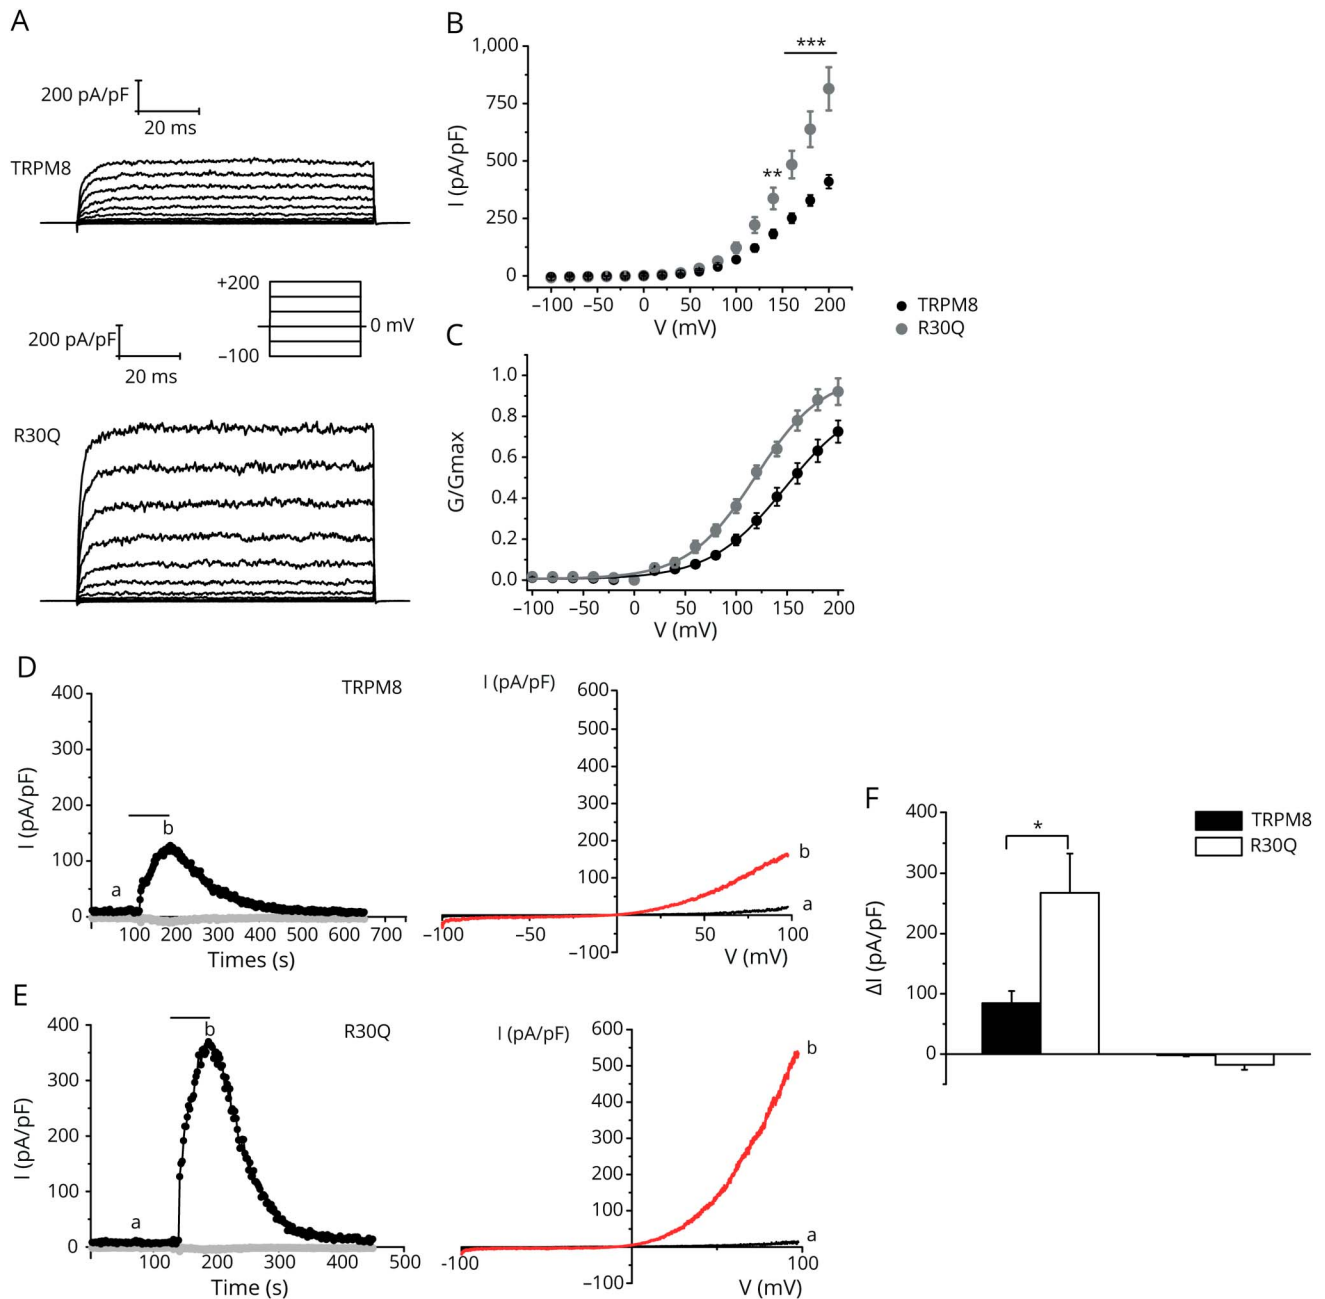 A
200 pA/pF
20 ms
TRPM8
+200
0 mV
–100
200 pA/pF
20 ms
R30Q
B
***
**
1,000
750
500
250
0
I (pA/pF)
–100 –50 0 50 100 150 200
V (mV)
TRPM8
R30Q
C
1.0
0.8
0.6
0.4
0.2
0.0
G/Gmax
–100 –50 0 50 100 150 200
V (mV)
D
TRPM8
400
300
200
100
0
I (pA/pF)
a
b
100 200 300 400 500 600 700
Times (s)
I (pA/pF)
600
500
400
300
200
100
–100
b
a
–100 –50 50 100
V (mV)
E
R30Q
400
300
200
100
0
I (pA/pF)
a
b
100 200 300 400 500
Time (s)
I (pA/pF)
600
500
400
300
200
100
–100
b
a
-100 100
V (mV)
F
400
300
200
100
0
ΔI (pA/pF)
*
TRPM8
R30Q